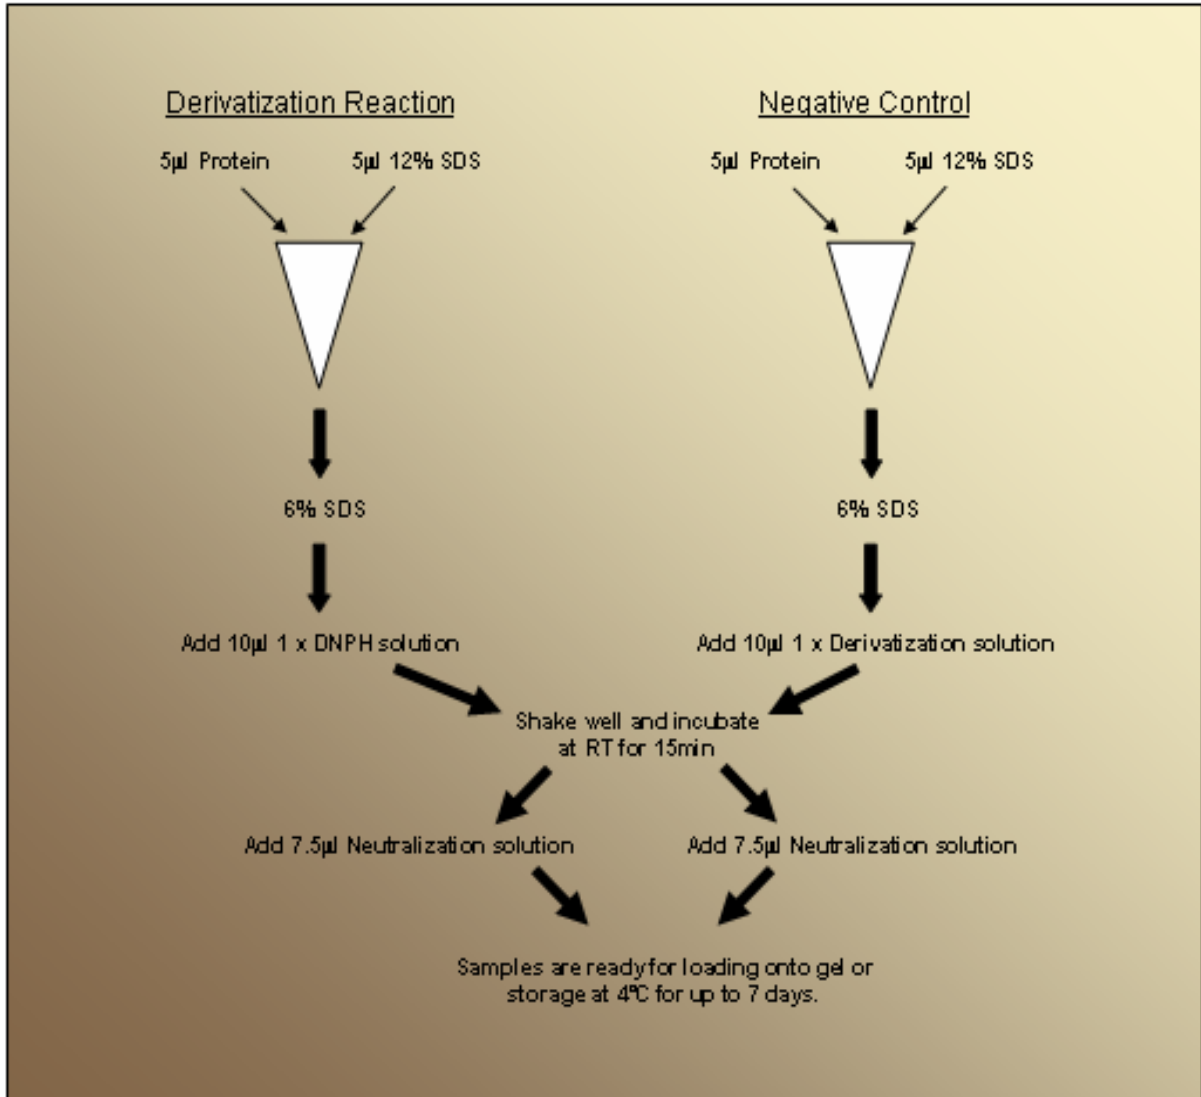 Derivatization Reaction
Negative Control
5µl Protein
5µl 12% SDS
5µl Protein
5µl 12% SDS
6% SDS
6% SDS
Add 10µl 1 x DNPH solution
Add 10µl 1 x Derivatization solution
Shake well and incubate
at RT for 15min
Add 7.5µl Neutralization solution
Add 7.5µl Neutralization solution
Samples are ready for loading onto gel or
storage at 4ºC for up to 7 days.